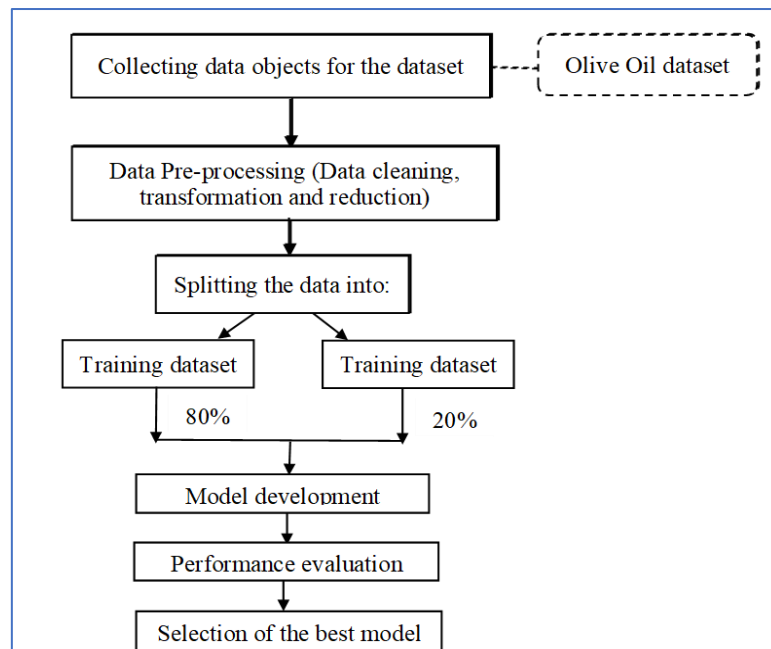 Collecting data objects for the dataset
Olive Oil dataset
Data Pre-processing (Data cleaning,
transformation and reduction)
Splitting the data into:
Training dataset
Training dataset
80%
20%
Model development
Performance evaluation
Selection of the best model